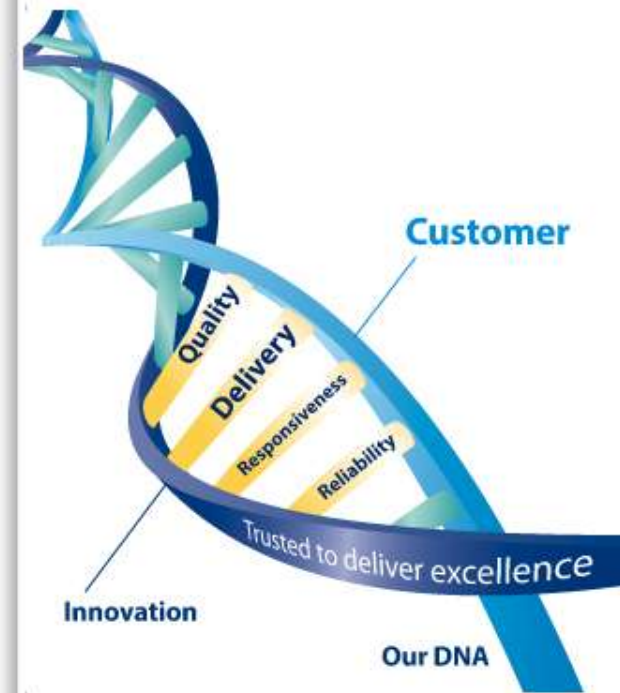 Customer
Quality
Delivery
Responsiveness
Reliability
Trusted to deliver excellence
Innovation
Our DNA